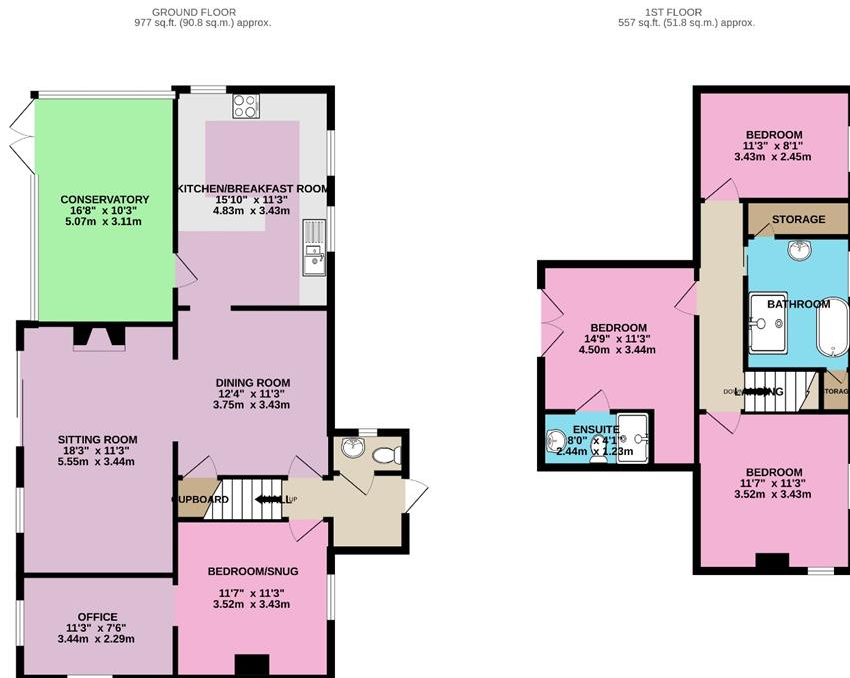 GROUND FLOOR
977 sq.ft. (90.8 sq.m.) approx.
CONSERVATORY
16'8" x 10'3"
5.07m x 3.11m
KITCHEN/BREAKFAST ROOM
15'10" x 11'3"
4.83m x 3.43m
DINING ROOM
12'4" x 11'3"
3.75m x 3.43m
SITTING ROOM
18'3" x 11'3"
5.55m x 3.44m
CUPBOARD
HALL
UP
BEDROOM/SNUG
11'7" x 11'3"
3.52m x 3.43m
OFFICE
11'3" x 7'6"
3.44m x 2.29m
1ST FLOOR
557 sq.ft. (51.8 sq.m.) approx.
BEDROOM
11'3" x 8'1"
3.43m x 2.45m
STORAGE
BATHROOM
BEDROOM
14'9" x 11'3"
4.50m x 3.44m
DOWN
LANDING
STORAGE
ENSUITE
8'0" x 4'1"
2.44m x 1.23m
BEDROOM
11'7" x 11'3"
3.52m x 3.43m